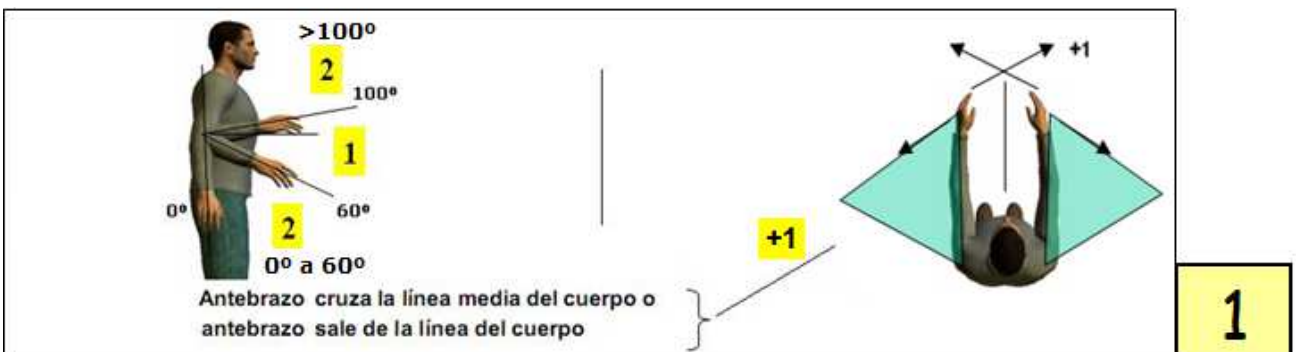 >100º
2
100º
1
0º
60º
2
0º a 60º
+1
+1
Antebrazo cruza la línea media del cuerpo o
antebrazo sale de la línea del cuerpo
1